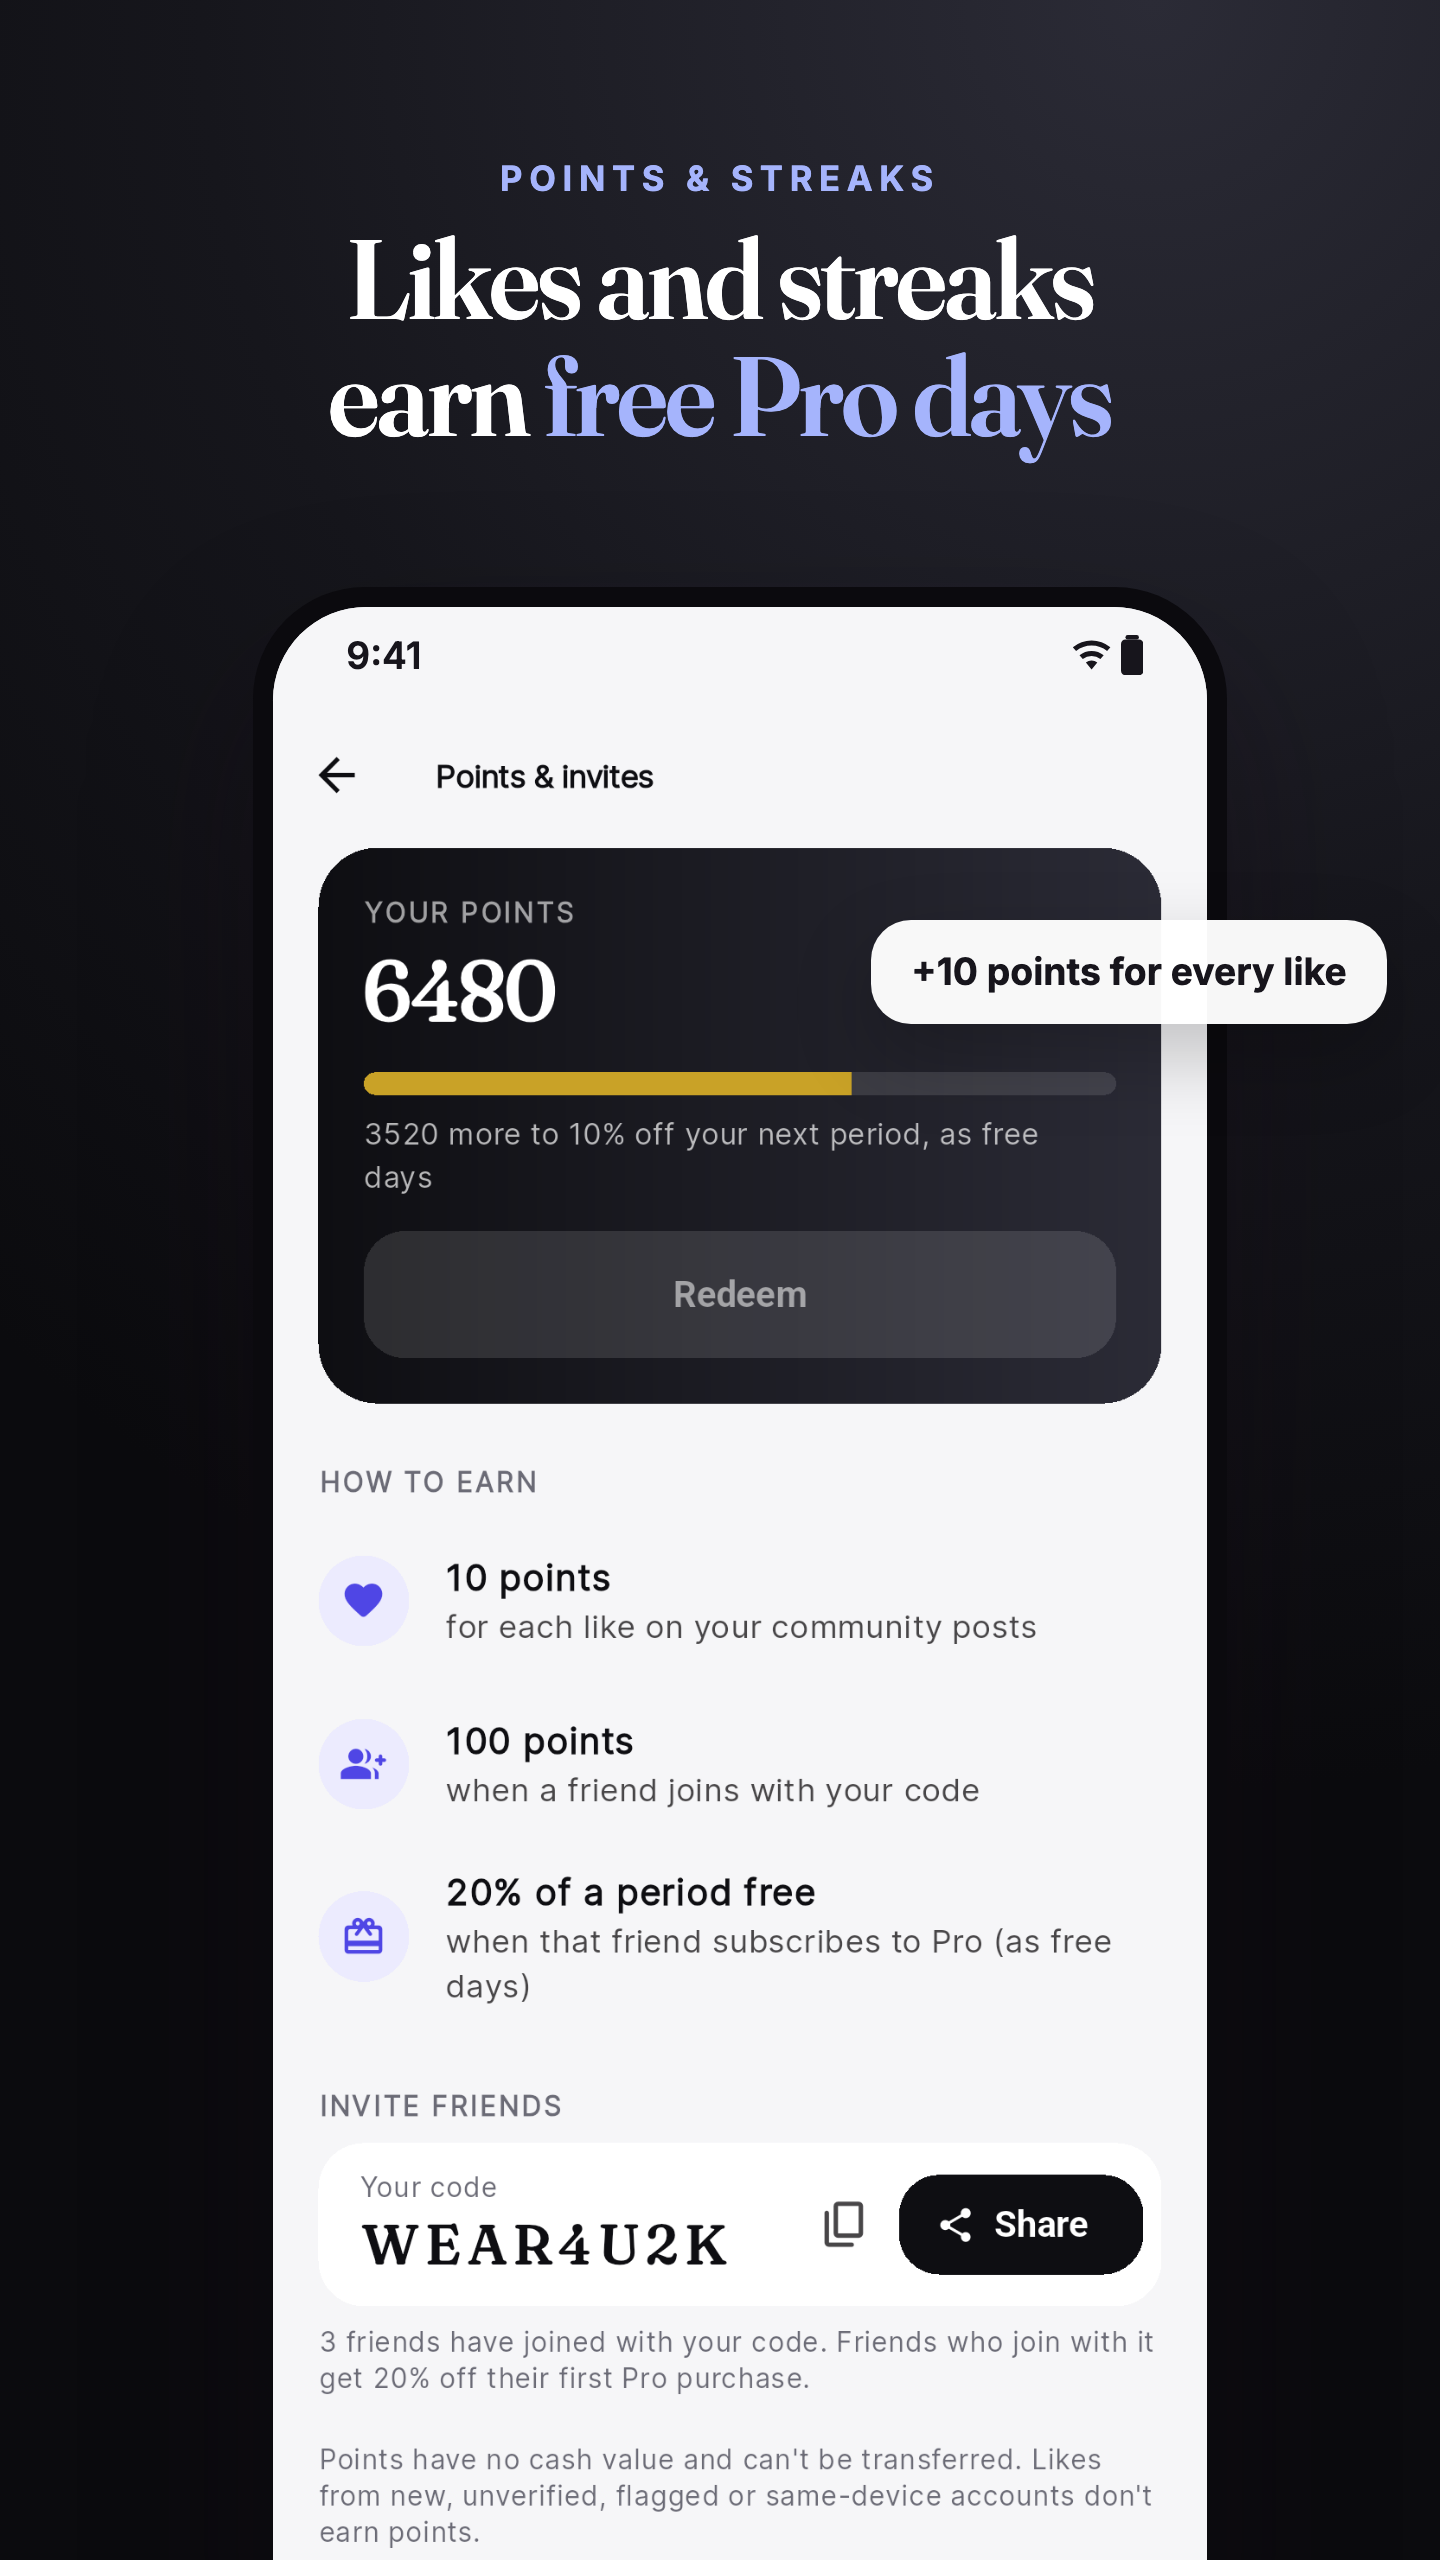 POINTS & STREAKS
Likes and streaks
earn free Pro days
9:41
Points & invites
YOUR POINTS
6480
+10 points for every like
3520 more to 10% off your next period, as free
days
Redeem
HOW TO EARN
10 points
for each like on your community posts
100 points
when a friend joins with your code
20% of a period free
when that friend subscribes to Pro (as free
days)
INVITE FRIENDS
Your code
WEAR4U2K
Share
3 friends have joined with your code. Friends who join with it
get 20% off their first Pro purchase.
Points have no cash value and can't be transferred. Likes
from new, unverified, flagged or same-device accounts don't
earn points.